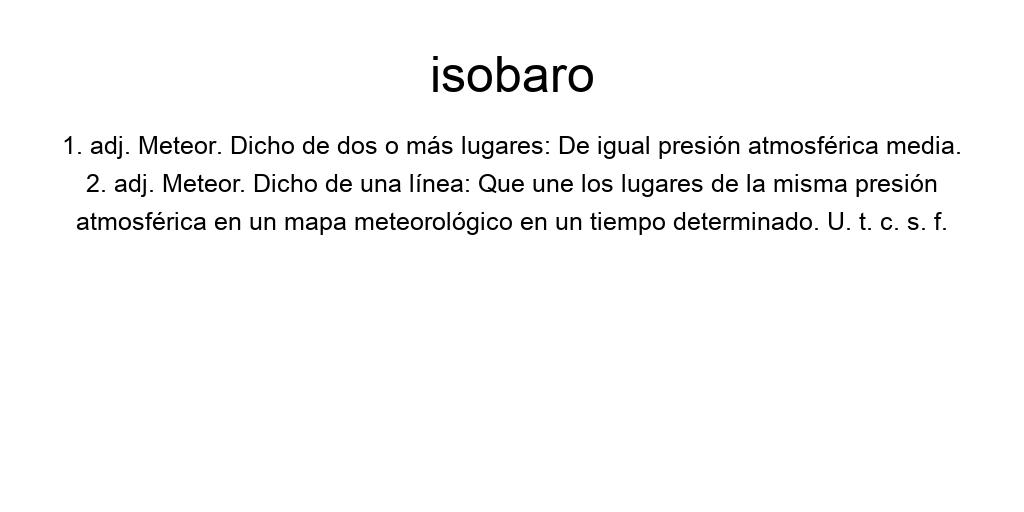 isobaro
1. adj. Meteor. Dicho de dos o más lugares: De igual presión atmosférica media.
2. adj. Meteor. Dicho de una línea: Que une los lugares de la misma presión
atmosférica en un mapa meteorológico en un tiempo determinado. U. t. c. s. f.